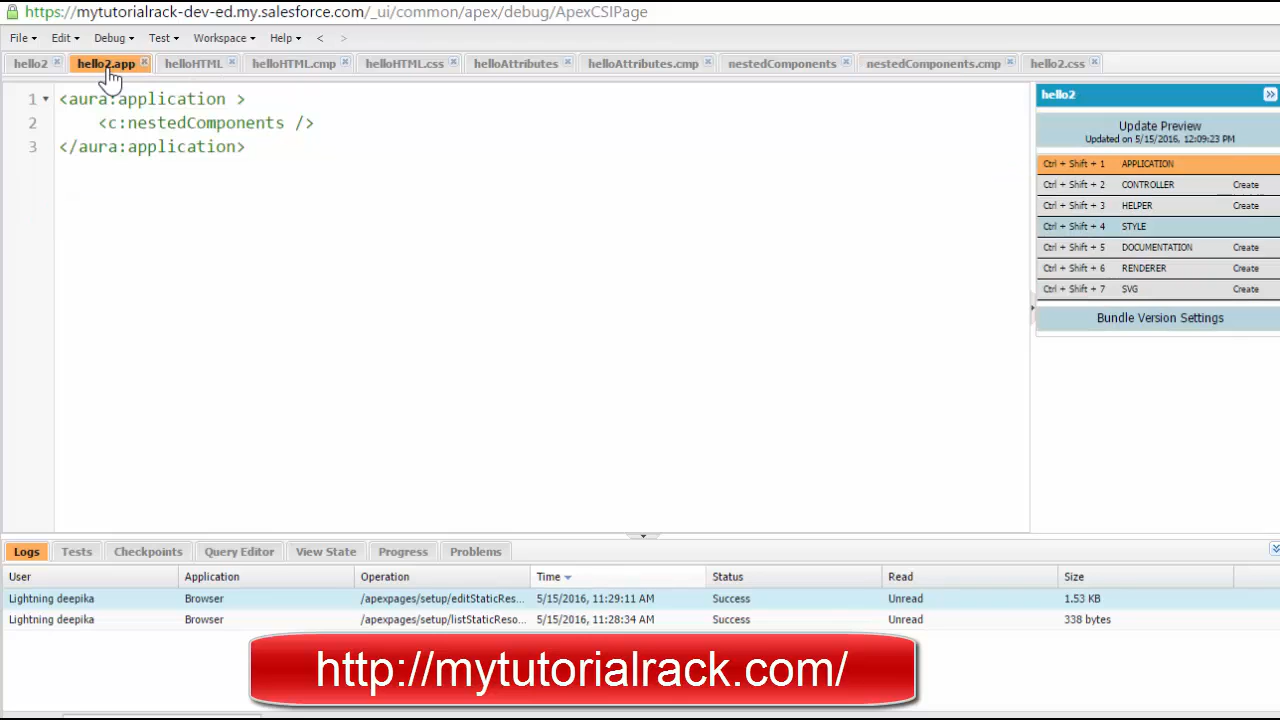 https://mytutorialrack-dev-ed.my.salesforce.com/_ui/common/apex/debug/ApexCSIPage
File Edit Debug Test Workspace Help < >
hello2 hello2.app helloHTML helloHTML.cmp helloHTML.css helloAttributes helloAttributes.cmp nestedComponents nestedComponents.cmp hello2.css
1 <aura:application >
2 <c:nestedComponents />
3 </aura:application>
hello2
Update Preview
Updated on 5/15/2016, 12:09:23 PM
Ctrl + Shift + 1 APPLICATION
Ctrl + Shift + 2 CONTROLLER Create
Ctrl + Shift + 3 HELPER Create
Ctrl + Shift + 4 STYLE
Ctrl + Shift + 5 DOCUMENTATION Create
Ctrl + Shift + 6 RENDERER Create
Ctrl + Shift + 7 SVG Create
Bundle Version Settings
Logs Tests Checkpoints Query Editor View State Progress Problems
User Application Operation Time Status Read Size
Lightning deepika Browser /apexpages/setup/editStaticRes... 5/15/2016, 11:29:11 AM Success Unread 1.53 KB
Lightning deepika Browser /apexpages/setup/listStaticReso... 5/15/2016, 11:28:34 AM Success Unread 338 bytes
http://mytutorialrack.com/